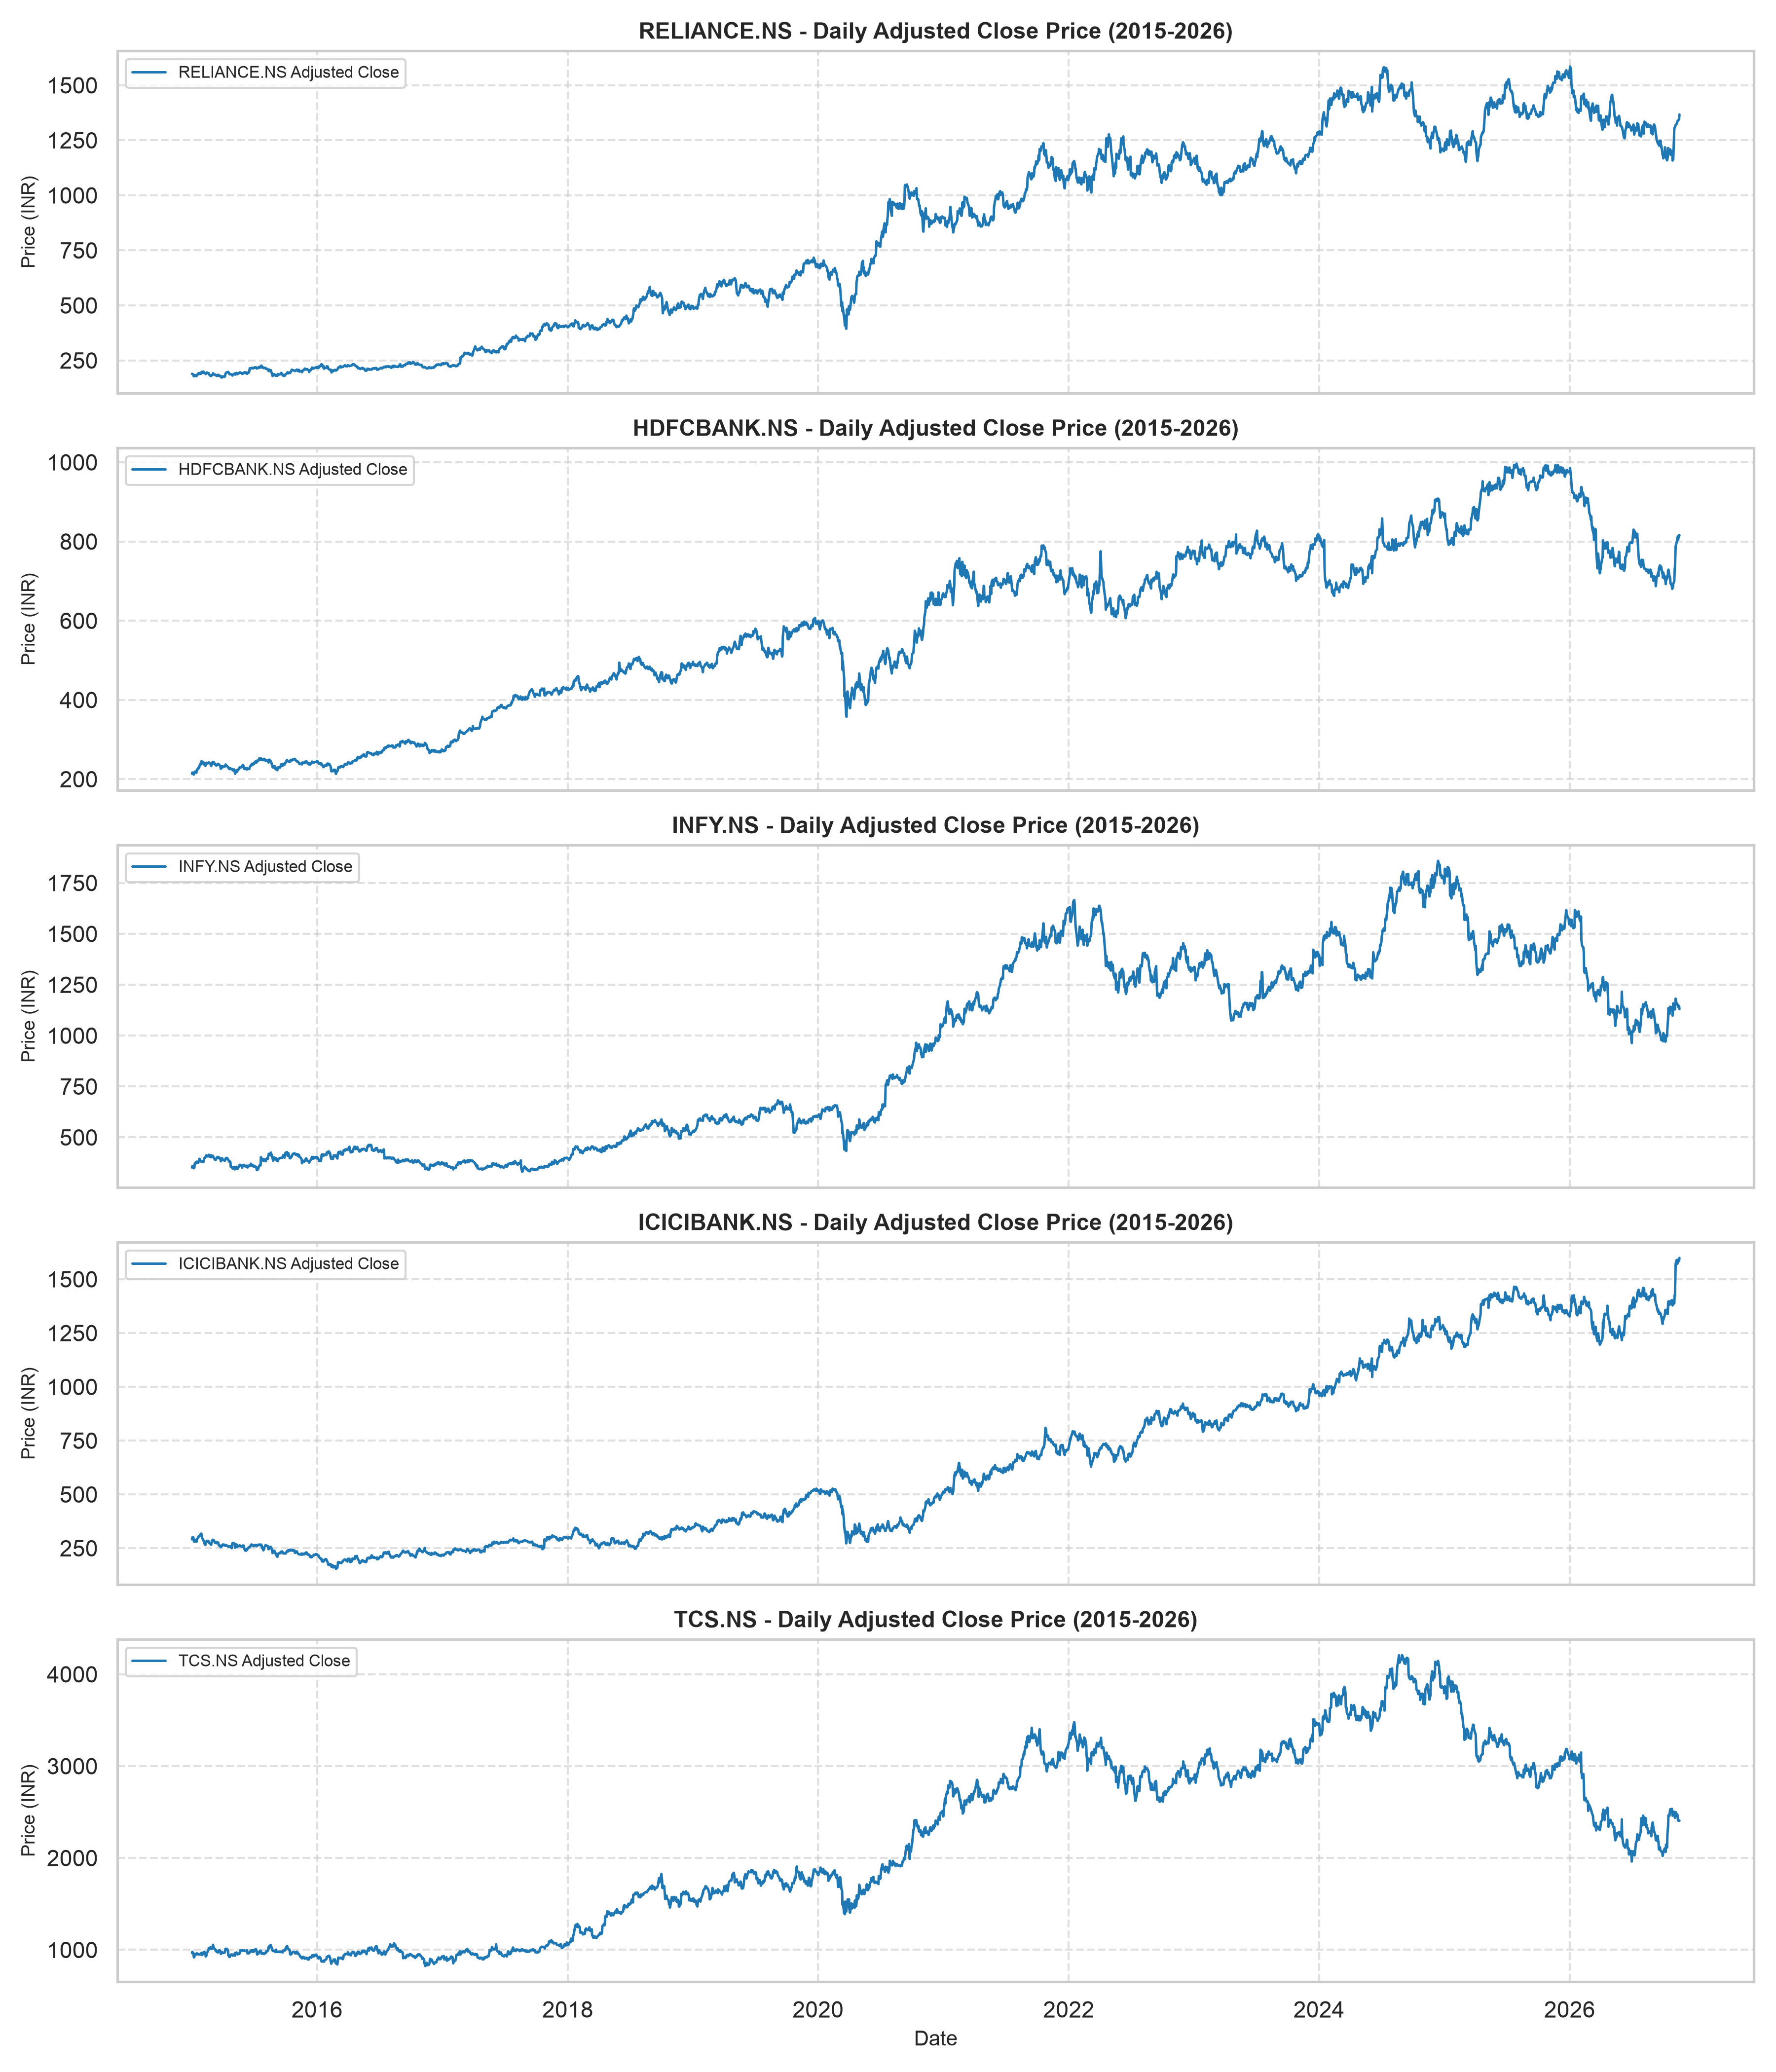 RELIANCE.NS - Daily Adjusted Close Price (2015-2026)
RELIANCE.NS Adjusted Close
Price (INR)
1500
1250
1000
750
500
250
HDFCBANK.NS - Daily Adjusted Close Price (2015-2026)
HDFCBANK.NS Adjusted Close
Price (INR)
1000
800
600
400
200
INFY.NS - Daily Adjusted Close Price (2015-2026)
INFY.NS Adjusted Close
Price (INR)
1750
1500
1250
1000
750
500
ICICIBANK.NS - Daily Adjusted Close Price (2015-2026)
ICICIBANK.NS Adjusted Close
Price (INR)
1500
1250
1000
750
500
250
TCS.NS - Daily Adjusted Close Price (2015-2026)
TCS.NS Adjusted Close
Price (INR)
4000
3000
2000
1000
2016 2018 2020 2022 2024 2026
Date